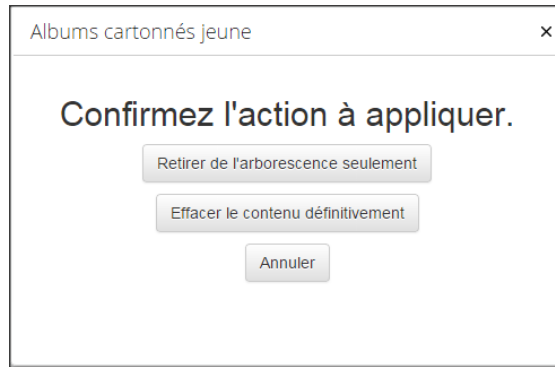 Albums cartonnés jeune
Confirmez l'action à appliquer.
Retirer de l'arborescence seulement
Effacer le contenu définitivement
Annuler